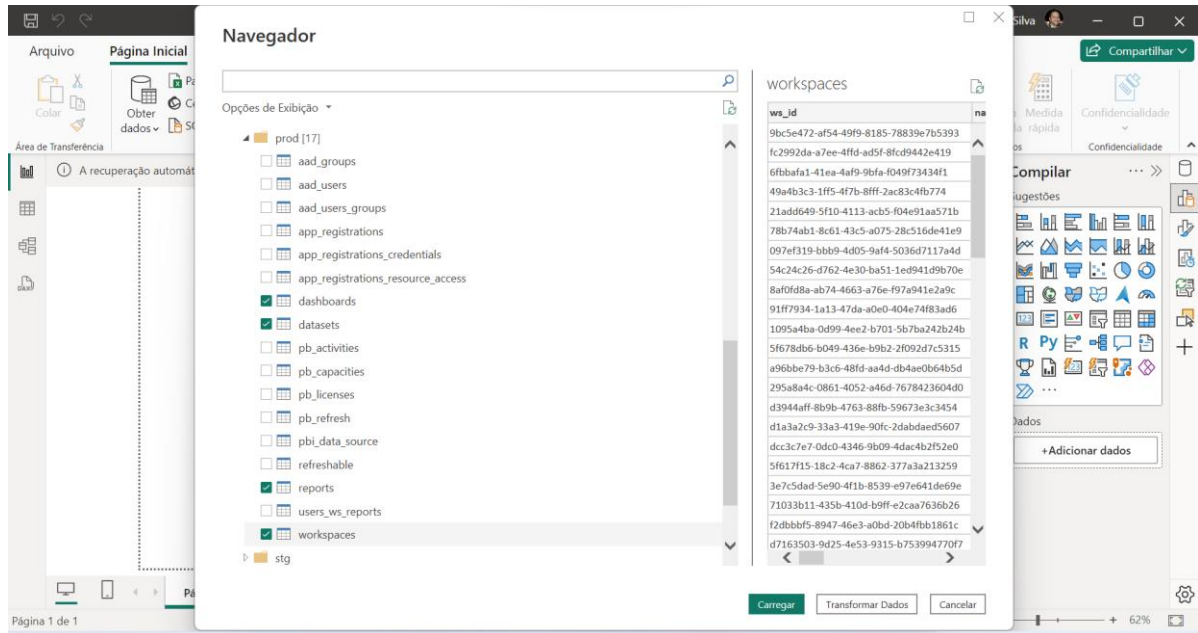 Silva
Arquivo
Página Inicial
Compartilhar
Colar
Obter
dados
Área de Transferência
Medida
rápida
Confidencialidade
Confidencialidade
A recuperação automát
Navegador
Opções de Exibição
prod [17]
aad_groups
aad_users
aad_users_groups
app_registrations
app_registrations_credentials
app_registrations_resource_access
dashboards
datasets
pb_activities
pb_capacities
pb_licenses
pb_refresh
pbi_data_source
refreshable
reports
users_ws_reports
workspaces
stg
workspaces
ws_id na
9bc5e472-af54-49f9-8185-78839e7b5393
fc2992da-a7ee-4ffd-ad5f-8fcd9442e419
6fbbafa1-41ea-4af9-9bfa-f049f73434f1
49a4b3c3-1ff5-4f7b-8fff-2ac83c4fb774
21add649-5f10-4113-acb5-f04e91aa571b
78b74ab1-8c61-43c5-a075-28c516de41e9
097ef319-bbb9-4d05-9af4-5036d7117a4d
54c24c26-d762-4e30-ba51-1ed941d9b70e
8af0fd8a-ab74-4663-a76e-f97a941e2a9c
91ff7934-1a13-47da-a0e0-404e74f83ad6
1095a4ba-0d99-4ee2-b701-5b7ba242b24b
5f678db6-b049-436e-b9b2-2f092d7c5315
a96bbe79-b3c6-48fd-aa4d-db4ae0b64b5d
295a8a4c-0861-4052-a46d-7678423604d0
d3944aff-8b9b-4763-88fb-59673e3c3454
d1a3a2c9-33a3-419e-90fc-2dabdaed5607
dcc3c7e7-0dc0-4346-9b09-4dac4b2f52e0
5f617f15-18c2-4ca7-8862-377a3a213259
3e7c5dad-5e90-4f1b-8539-e97e641de69e
71033b11-435b-410d-b9ff-e2caa7636b26
f2dbbbf5-8947-46e3-a0bd-20b4fbb1861c
d7163503-9d25-4e53-9315-b753994770f7
Carregar
Transformar Dados
Cancelar
Compilar
Sugestões
123
R Py
Dados
+Adicionar dados
Pá
Página 1 de 1
62%